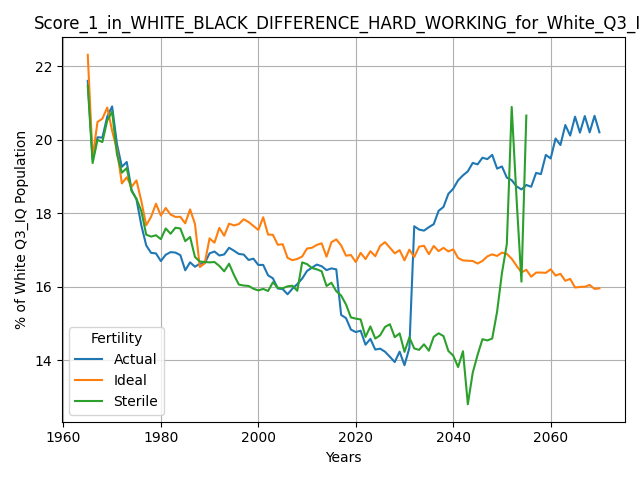 Score_1_in_WHITE_BLACK_DIFFERENCE_HARD_WORKING_for_White_Q3_I
% of White Q3_IQ Population
22
20
18
16
14
Fertility
Actual
Ideal
Sterile
1960
1980
2000
2020
2040
2060
Years